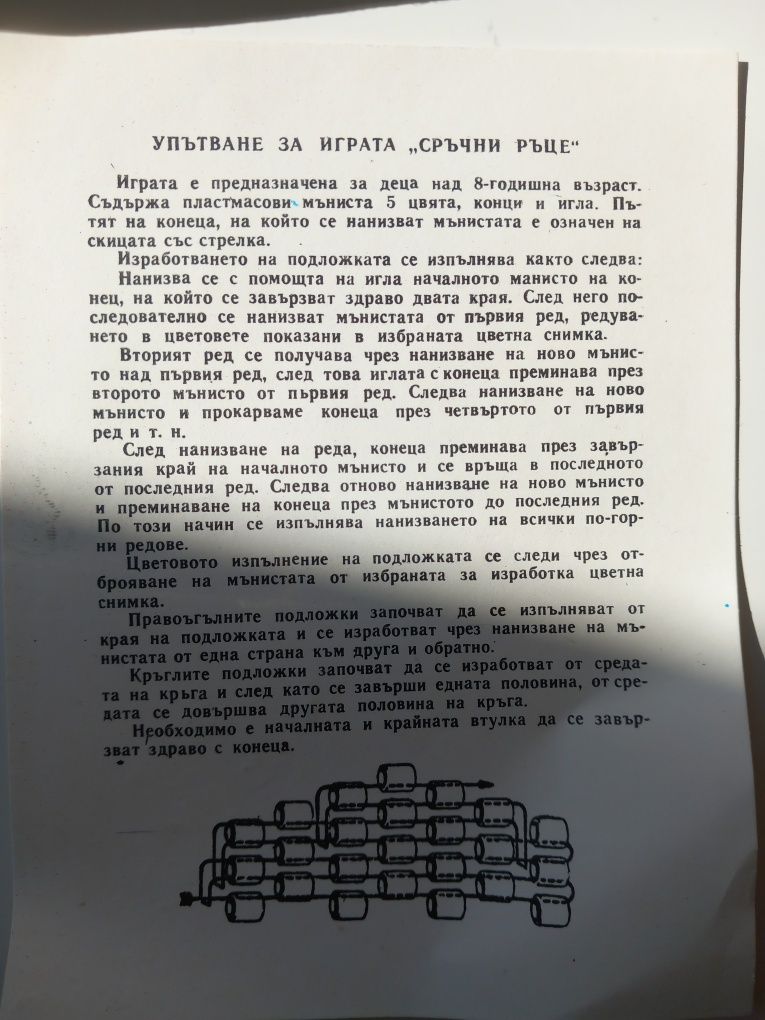 УПЪТВАНЕ ЗА ИГРАТА „СРЪЧНИ РЪЦЕ“
Играта е предназначена за деца над 8-годишна възраст.
Съдържа пластмасови мъниста 5 цвята, конци и игла. Пъ-
тят на конеца, на който се нанизват мънистата е означен на
скицата със стрелка.
Изработването на подложката се изпълнява както следва:
Нанизва се с помощта на игла началното манисто на ко-
нец, на който се завързват здраво двата края. След него по-
следователно се нанизват мънистата от първия ред, редува-
нето в цветовете показани в избраната цветна снимка.
Вторият ред се получава чрез нанизване на ново мънис-
то над първия ред, след това иглата с конеца преминава през
второто мънисто от първия ред. Следва нанизване на ново
мънисто и прокарваме конеца през четвъртото от първия
ред и т. н.
След нанизване на реда, конеца преминава през завър-
зания край на началното мънисто и се връща в последното
от последния ред. Следва отново нанизване на ново мънисто
и преминаване на конеца през мънистото до последния ред.
По този начин се изпълнява нанизването на всички по-гор-
ни редове.
Цветовото изпълнение на подложката се следи чрез от-
брояване на мънистата от избраната за изработка цветна
снимка.
Правоъгълните подложки започват да се изпълняват от
края на подложката и се изработват чрез нанизване на мъ-
нистата от една страна към друга и обратно.
Кръглите подложки започват да се изработват от среда-
та на кръга и след като се завърши едната половина, от сре-
дата се довършва другата половина на кръга.
Необходимо е началната и крайната втулка да се завър-
зват здраво с конеца.